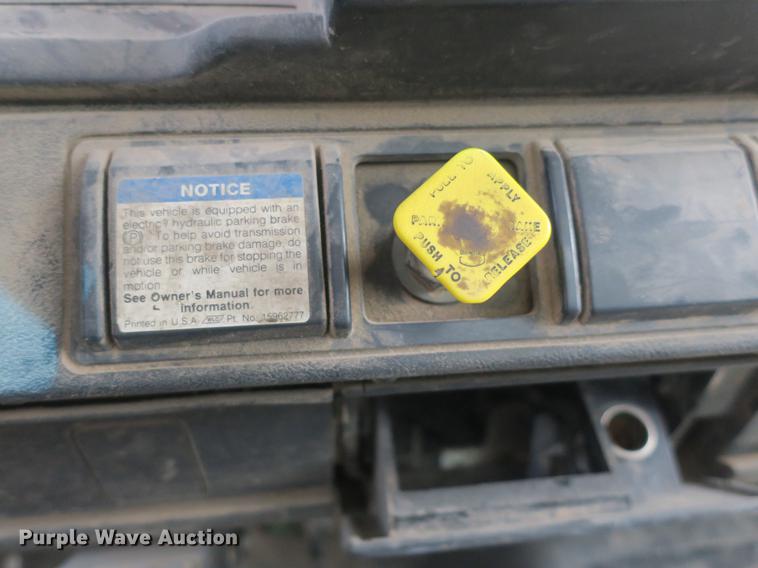 NOTICE
This vehicle is equipped with an
electric / hydraulic parking brake
(P) To help avoid transmission
and/or parking brake damage, do
not use this brake for stopping the
vehicle or while vehicle is in
motion
See Owner's Manual for more
information.
Printed in U.S.A. Pt. No. 15962777
PULL TO APPLY
PAR
PUSH TO RELEASE
Purple Wave Auction